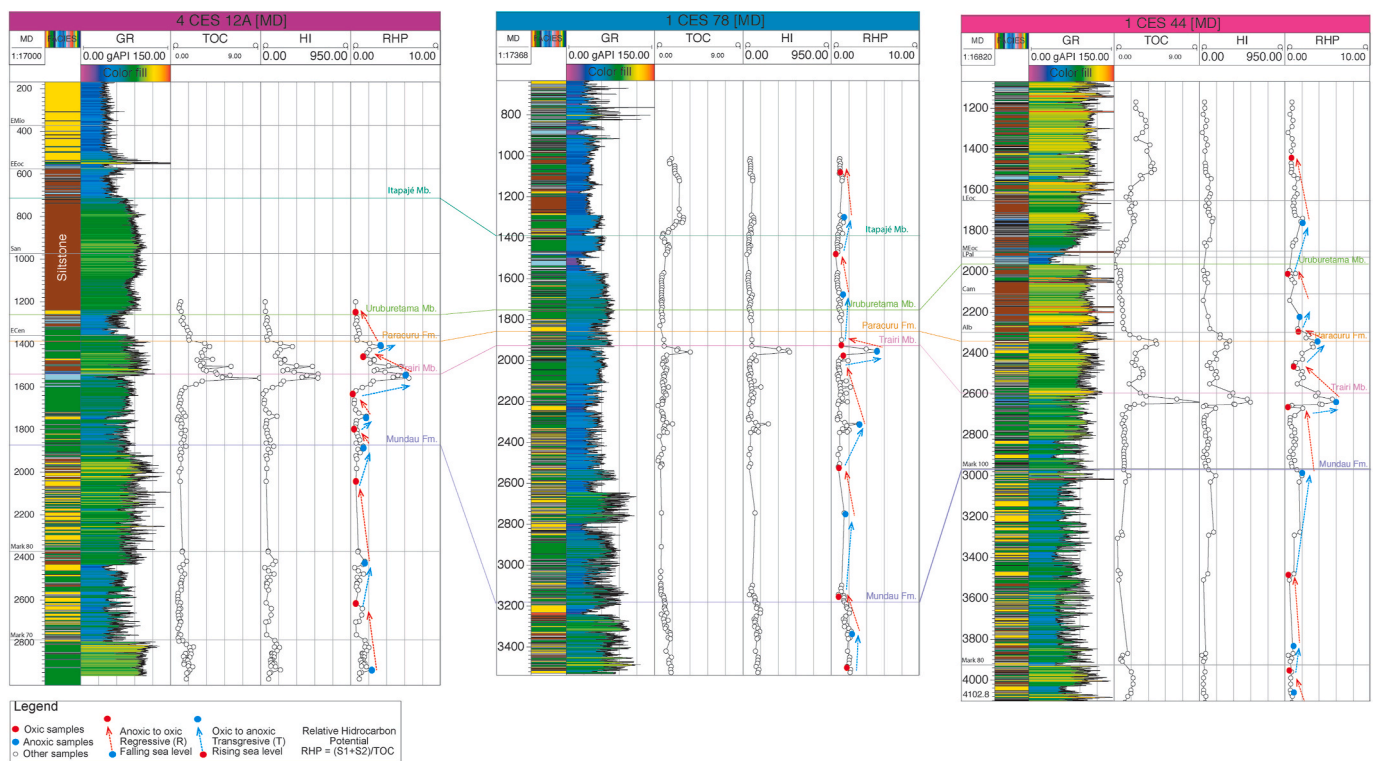 4 CES 12A [MD]
MD FACIES GR TOC HI RHP
1:17000 0.00 gAPI 150.00 0.00 9.00 0.00 950.00 0.00 10.00
Color fill
200
EMio
400
EEoc
600
Itapajé Mb.
800
San
1000
Siltstone
1200
Uruburetama Mb.
ECen
Paracuru Fm.
1400
Trairi Mb.
1600
1800
Mundau Fm.
2000
2200
Mark 80
2400
2600
Mark 70
2800
1 CES 78 [MD]
MD FACIES GR TOC HI RHP
1:17368 0.00 gAPI 150.00 0.00 9.00 0.00 950.00 0.00 10.00
Color fill
800
1000
1200
Itapajé Mb.
1400
1600
Uruburetama Mb.
1800
Paracuru Fm.
Trairi Mb.
2000
2200
2400
2600
2800
3000
Mundau Fm.
3200
3400
1 CES 44 [MD]
MD FACIES GR TOC HI RHP
1:16820 0.00 gAPI 150.00 0.00 9.00 0.00 950.00 0.00 10.00
Color fill
1200
1400
1600
LEoc
1800
MEoc
LPal
Uruburetama Mb.
2000
Cam
2200
Alb
Paracuru Fm.
2400
Trairi Mb.
2600
2800
Mark 100
Mundau Fm.
3000
3200
3400
3600
3800
Mark 80
4000
4102.8
Legend
Oxic samples
Anoxic samples
Other samples
Anoxic to oxic
Regressive (R)
Falling sea level
Oxic to anoxic
Transgresive (T)
Rising sea level
Relative Hidrocarbon
Potential
RHP = (S1+S2)/TOC